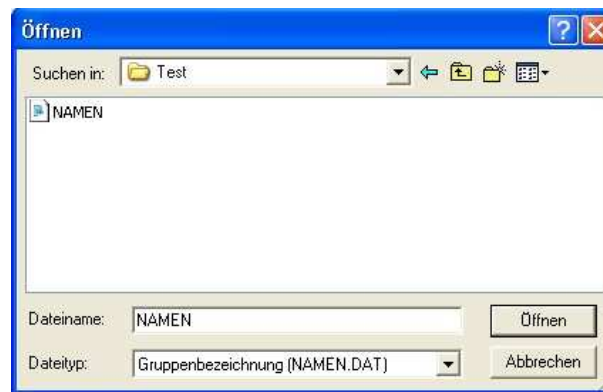 Öffnen
Suchen in: Test
NAMEN
Dateiname: NAMEN Öffnen
Dateityp: Gruppenbezeichnung (NAMEN.DAT) Abbrechen